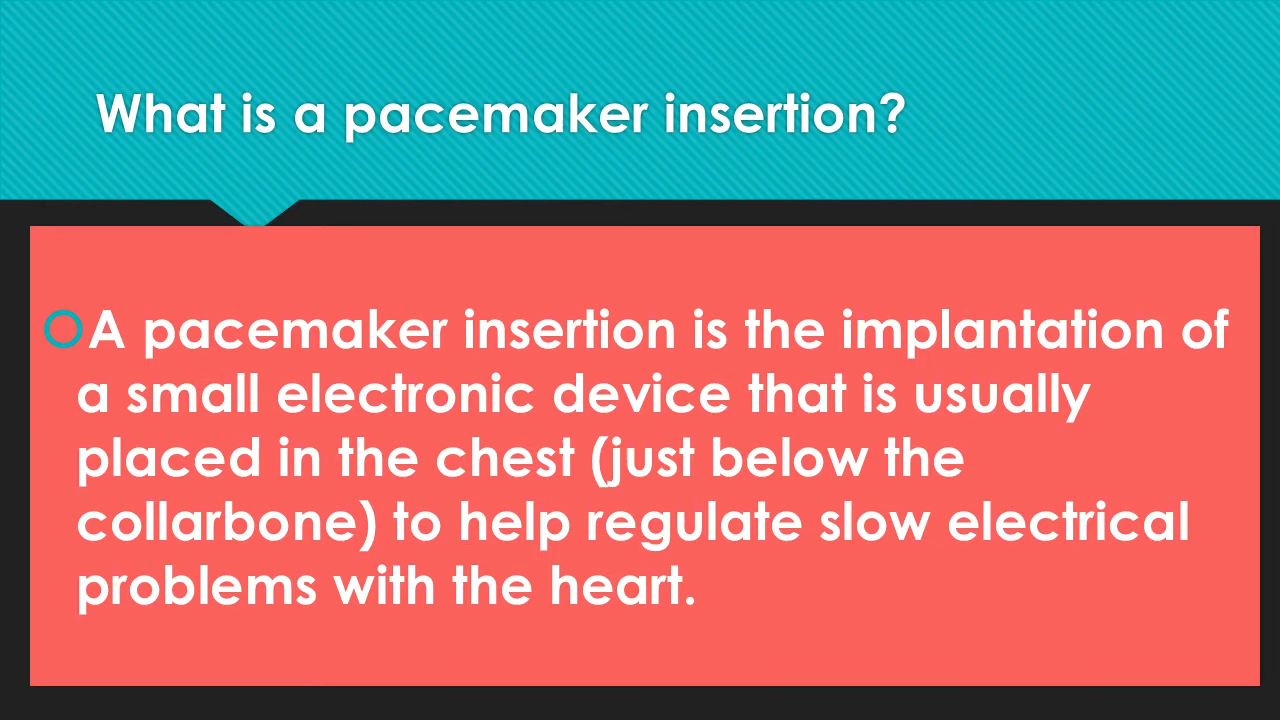 What is a pacemaker insertion?
A pacemaker insertion is the implantation of
a small electronic device that is usually
placed in the chest (just below the
collarbone) to help regulate slow electrical
problems with the heart.